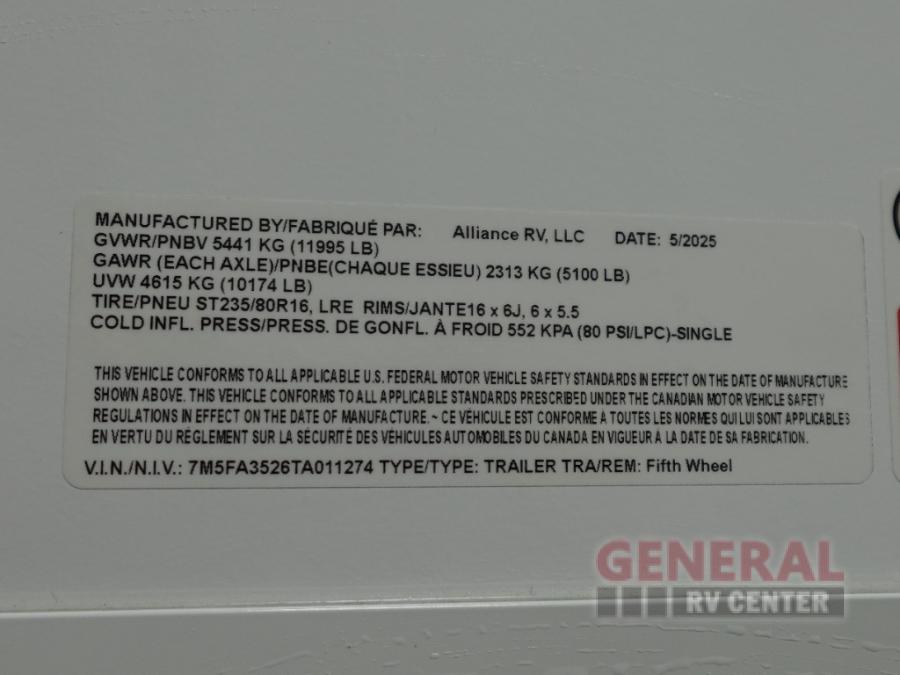 MANUFACTURED BY/FABRIQUÉ PAR: Alliance RV, LLC DATE: 5/2025
GVWR/PNBV 5441 KG (11995 LB)
GAWR (EACH AXLE)/PNBE(CHAQUE ESSIEU) 2313 KG (5100 LB)
UVW 4615 KG (10174 LB)
TIRE/PNEU ST235/80R16, LRE RIMS/JANTE16 x 6J, 6 x 5.5
COLD INFL. PRESS/PRESS. DE GONFL. À FROID 552 KPA (80 PSI/LPC)-SINGLE
THIS VEHICLE CONFORMS TO ALL APPLICABLE U.S. FEDERAL MOTOR VEHICLE SAFETY STANDARDS IN EFFECT ON THE DATE OF MANUFACTURE
SHOWN ABOVE. THIS VEHICLE CONFORMS TO ALL APPLICABLE STANDARDS PRESCRIBED UNDER THE CANADIAN MOTOR VEHICLE SAFETY
REGULATIONS IN EFFECT ON THE DATE OF MANUFACTURE. ~ CE VÉHICULE EST CONFORME A TOUTES LES NORMES QUI LUI SONT APPLICABLES
EN VERTU DU RÈGLEMENT SUR LA SÉCURITÉ DES VÉHICULES AUTOMOBILES DU CANADA EN VIGUEUR A LA DATE DE SA FABRICATION.
V.I.N./N.I.V.: 7M5FA3526TA011274 TYPE/TYPE: TRAILER TRA/REM: Fifth Wheel
GENERAL
RV CENTER